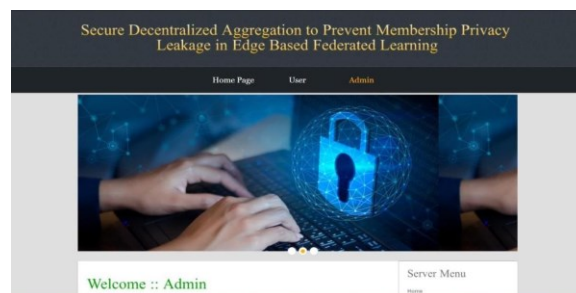 Secure Decentralized Aggregation to Prevent Membership Privacy
Leakage in Edge Based Federated Learning
Home Page User Admin
Welcome :: Admin
Server Menu
Home